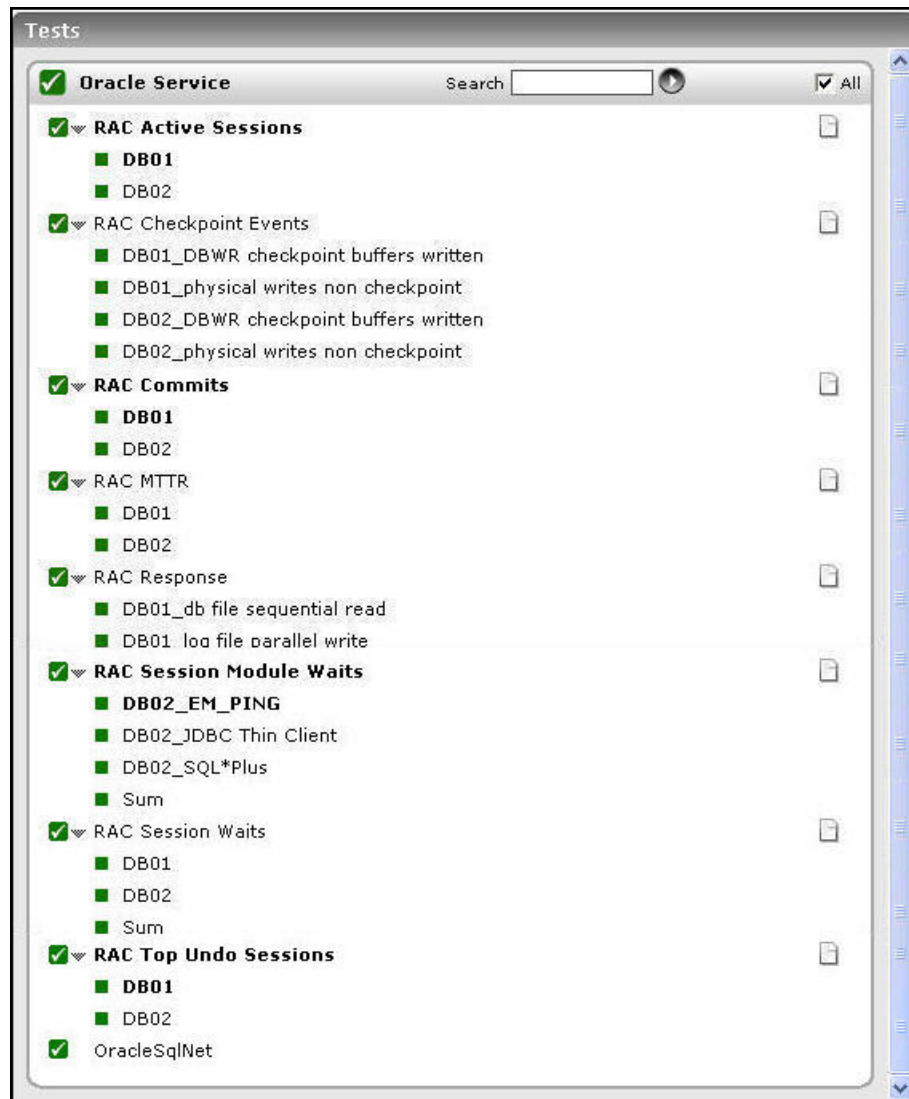 Tests
Oracle Service Search All
RAC Active Sessions
DB01
DB02
RAC Checkpoint Events
DB01_DBWR checkpoint buffers written
DB01_physical writes non checkpoint
DB02_DBWR checkpoint buffers written
DB02_physical writes non checkpoint
RAC Commits
DB01
DB02
RAC MTTR
DB01
DB02
RAC Response
DB01_db file sequential read
DB01_log file parallel write
RAC Session Module Waits
DB02_EM_PING
DB02_JDBC Thin Client
DB02_SQL*Plus
Sum
RAC Session Waits
DB01
DB02
Sum
RAC Top Undo Sessions
DB01
DB02
OracleSqlNet